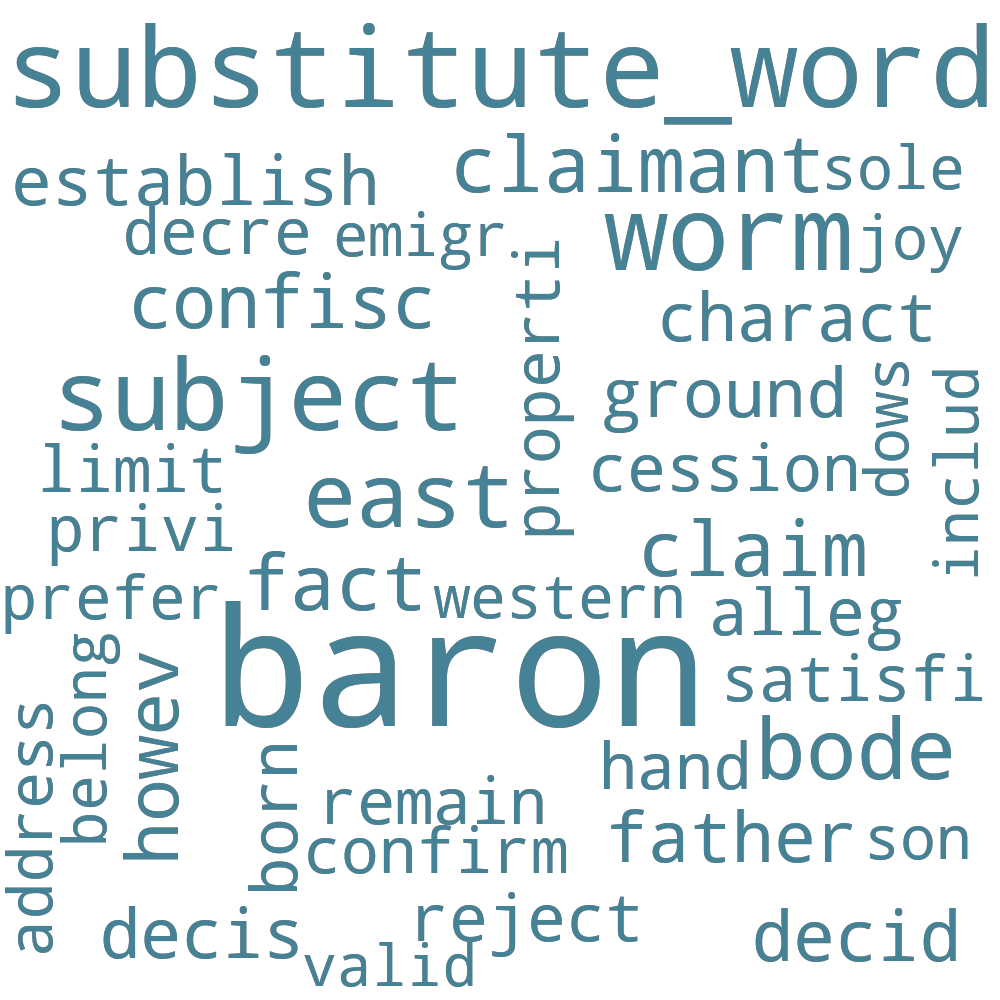 substitute_word
establish
claimant
sole
decre
emigr
worm
joy
confisc
properti
charact
subject
ground
dows
includ
limit
east
cession
privi
claim
prefer
fact
western
alleg
baron
satisfi
address
belong
howev
born
hand
bode
remain
confirm
father
son
decis
reject
decid
valid